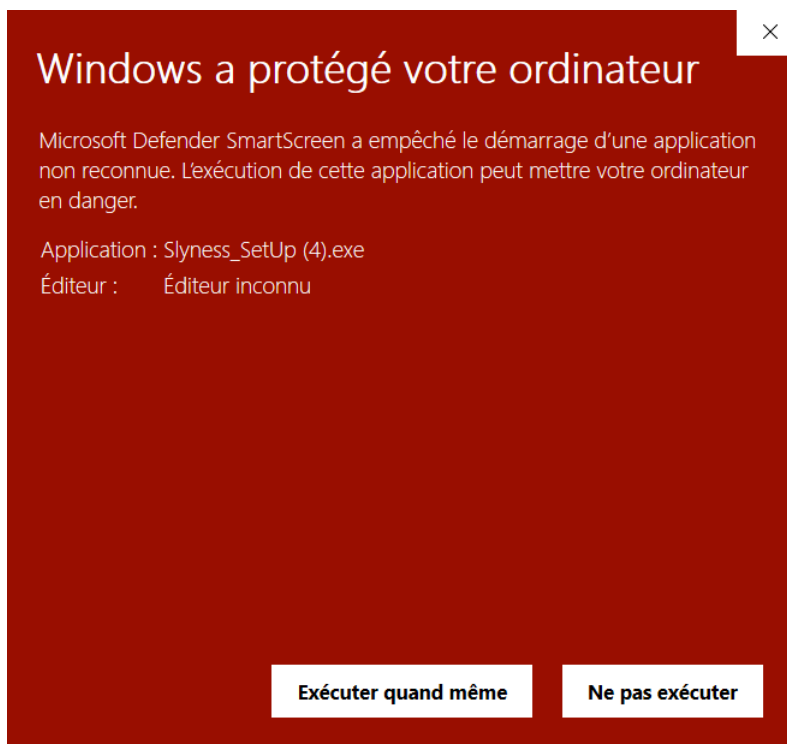 Windows a protégé votre ordinateur
Microsoft Defender SmartScreen a empêché le démarrage d’une application
non reconnue. L’exécution de cette application peut mettre votre ordinateur
en danger.
Application : Slyness_SetUp (4).exe
Éditeur : Éditeur inconnu
Exécuter quand même Ne pas exécuter